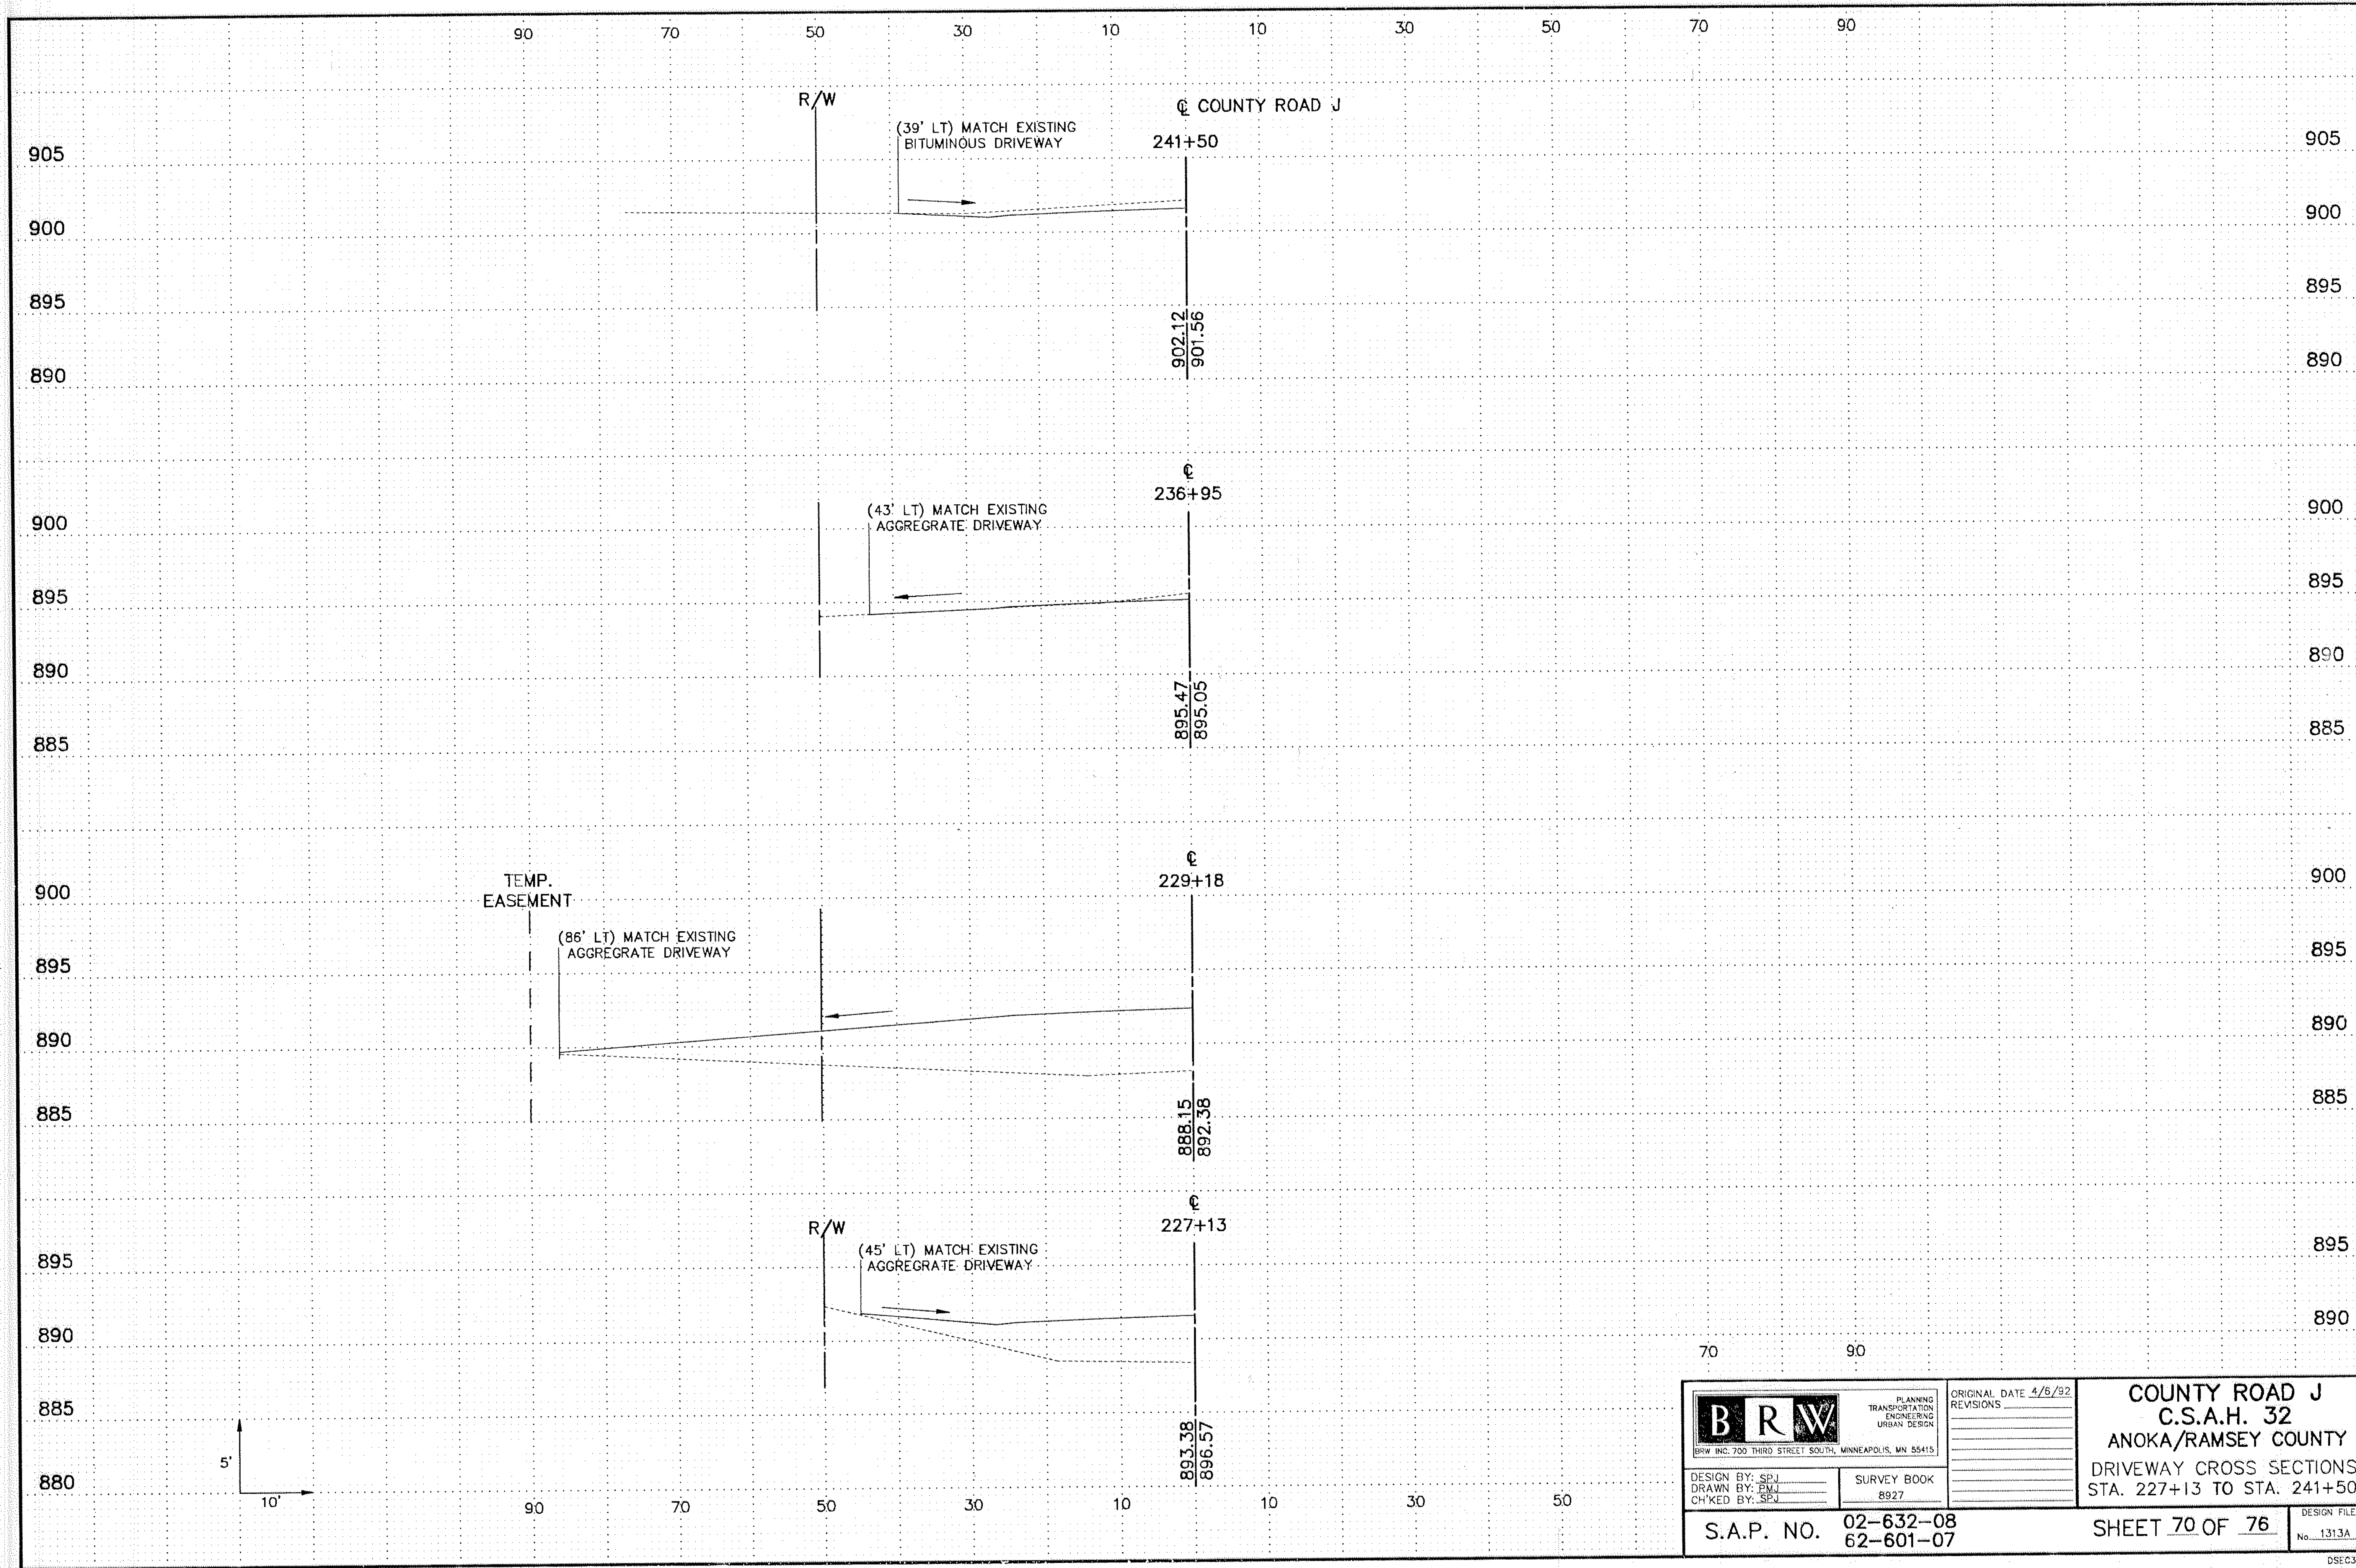 90 70 50 30 10 10 30 50 70 90
R/W
℄ COUNTY ROAD J
(39' LT) MATCH EXISTING
BITUMINOUS DRIVEWAY
241+50
905 905
900 900
895 895
902.12
901.56
890 890
℄
236+95
(43' LT) MATCH EXISTING
AGGREGRATE DRIVEWAY
900 900
895 895
890 890
895.47
895.05
885 885
℄
229+18
TEMP.
EASEMENT
900 900
(86' LT) MATCH EXISTING
AGGREGRATE DRIVEWAY
895 895
890 890
885 885
888.15
892.38
℄
227+13
R/W
(45' LT) MATCH EXISTING
AGGREGRATE DRIVEWAY
895 895
890 890
70 90
885
893.38
896.57
880
5'
10'
90 70 50 30 10 10 30 50
BRW
PLANNING
TRANSPORTATION
ENGINEERING
URBAN DESIGN
BRW INC. 700 THIRD STREET SOUTH, MINNEAPOLIS, MN 55415
ORIGINAL DATE 4/6/92
REVISIONS
DESIGN BY: SPJ
DRAWN BY: PMJ
CH'KED BY: SPJ
SURVEY BOOK
8927
COUNTY ROAD J
C.S.A.H. 32
ANOKA/RAMSEY COUNTY
DRIVEWAY CROSS SECTIONS
STA. 227+13 TO STA. 241+50
S.A.P. NO. 02-632-08
62-601-07
SHEET 70 OF 76
DESIGN FILE
No. 1313A
DSEC3